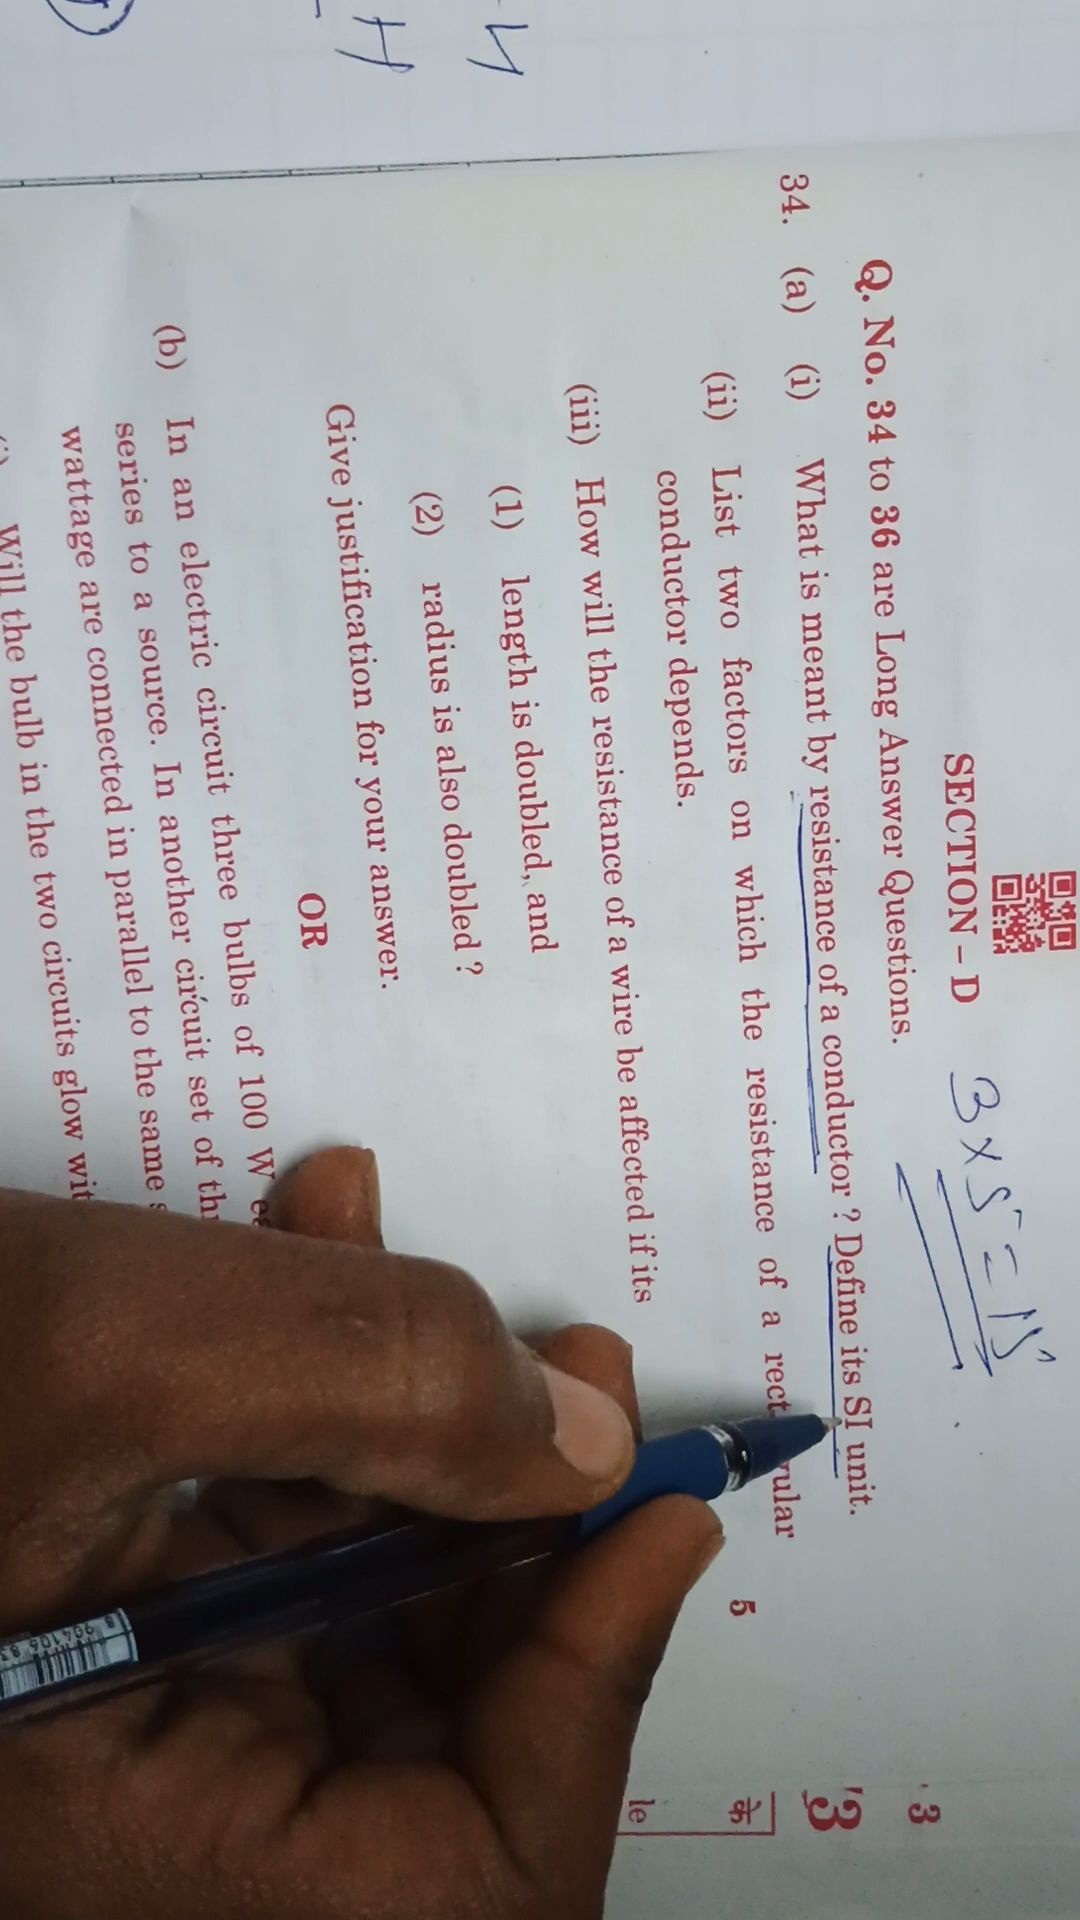 SECTION – D 3 x 5 = 15
Q. No. 34 to 36 are Long Answer Questions.
34. (a) (i) What is meant by resistance of a conductor ? Define its SI unit.
(ii) List two factors on which the resistance of a
conductor depends.
(iii) How will the resistance of a wire be affected if its
(1) length is doubled, and
(2) radius is also doubled ?
Give justification for your answer.
5
OR
(b) In an electric circuit three bulbs of 100 W
series to a source. In another circuit set of
wattage are connected in parallel to the same
Will the bulb in the two circuits glow
3
3
के
le